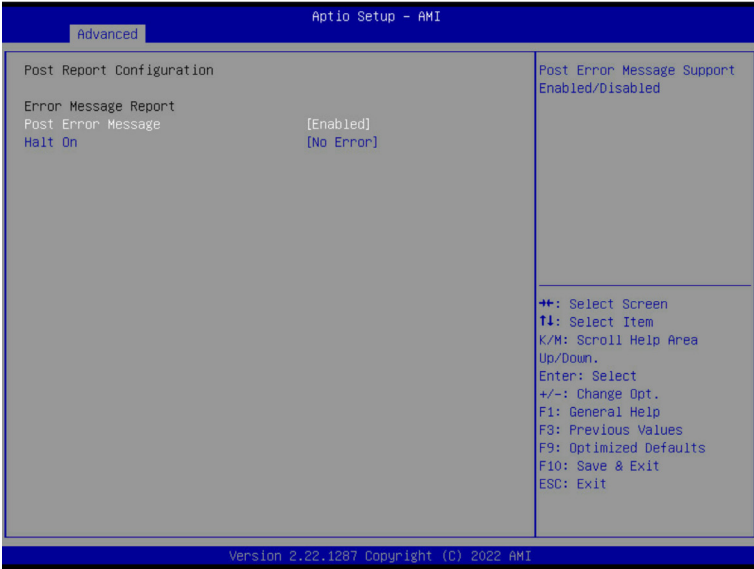 Aptio Setup – AMI
Advanced
Post Report Configuration
Error Message Report
Post Error Message [Enabled]
Halt On [No Error]
Post Error Message Support
Enabled/Disabled
→←: Select Screen
↑↓: Select Item
K/M: Scroll Help Area
Up/Down.
Enter: Select
+/-: Change Opt.
F1: General Help
F3: Previous Values
F9: Optimized Defaults
F10: Save & Exit
ESC: Exit
Version 2.22.1287 Copyright (C) 2022 AMI